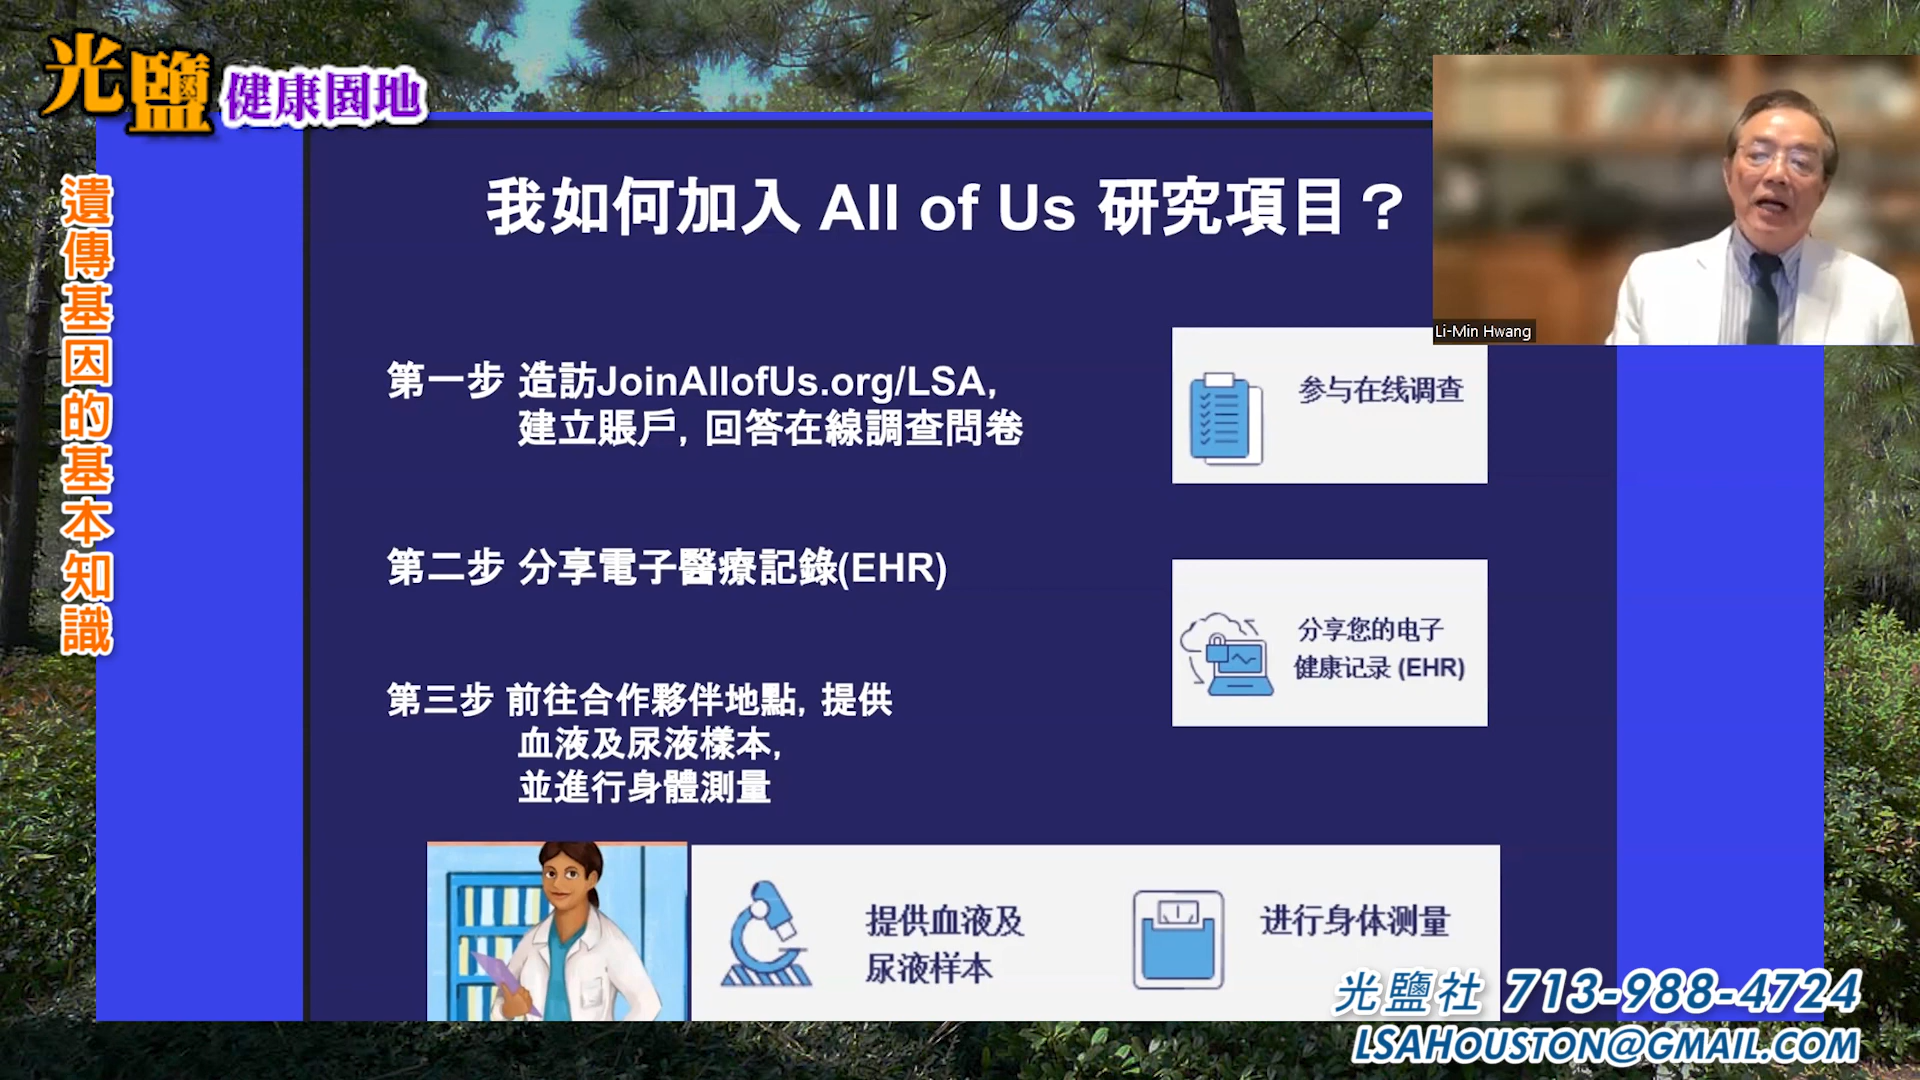 光鹽健康園地
遺傳基因的基本知識
我如何加入 All of Us 研究項目？
Li-Min Hwang
第一步 造訪JoinAllofUs.org/LSA,
建立賬戶, 回答在線調查問卷
参与在线调查
第二步 分享電子醫療記錄(EHR)
分享您的电子
健康记录 (EHR)
第三步 前往合作夥伴地點, 提供
血液及尿液樣本,
並進行身體測量
提供血液及
尿液样本
进行身体测量
光鹽社 713-988-4724
LSAHOUSTON@GMAIL.COM